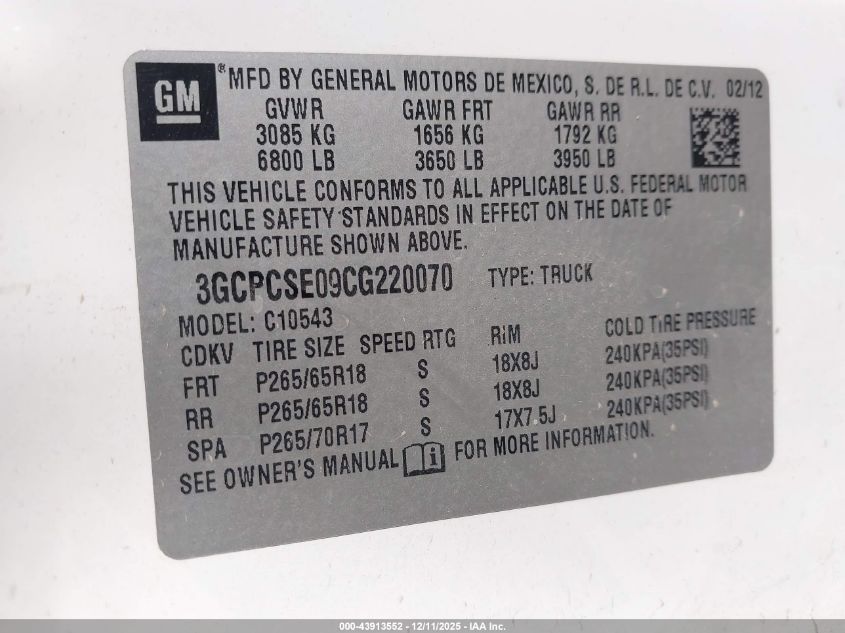 GM ® MFD BY GENERAL MOTORS DE MEXICO, S. DE R.L. DE C.V. 02/12
GVWR GAWR FRT GAWR RR
3085 KG 1656 KG 1792 KG
6800 LB 3650 LB 3950 LB
THIS VEHICLE CONFORMS TO ALL APPLICABLE U.S. FEDERAL MOTOR
VEHICLE SAFETY STANDARDS IN EFFECT ON THE DATE OF
MANUFACTURE SHOWN ABOVE.
3GCPCSE09CG220070 TYPE: TRUCK
MODEL: C10543
CDKV TIRE SIZE SPEED RTG RIM COLD TIRE PRESSURE
FRT P265/65R18 S 18X8J 240KPA(35PSI)
RR P265/65R18 S 18X8J 240KPA(35PSI)
SPA P265/70R17 S 17X7.5J 240KPA(35PSI)
SEE OWNER'S MANUAL i FOR MORE INFORMATION.
000-43913552 - 12/11/2025 - IAA Inc.